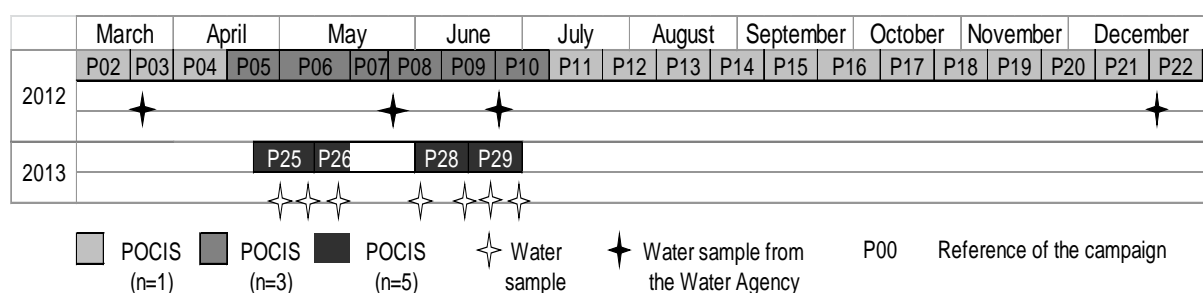 March April May June July August September October November December
2012 P02 P03 P04 P05 P06 P07 P08 P09 P10 P11 P12 P13 P14 P15 P16 P17 P18 P19 P20 P21 P22
2013 P25 P26 P28 P29
POCIS POCIS POCIS Water Water sample from P00 Reference of the campaign
(n=1) (n=3) (n=5) sample the Water Agency